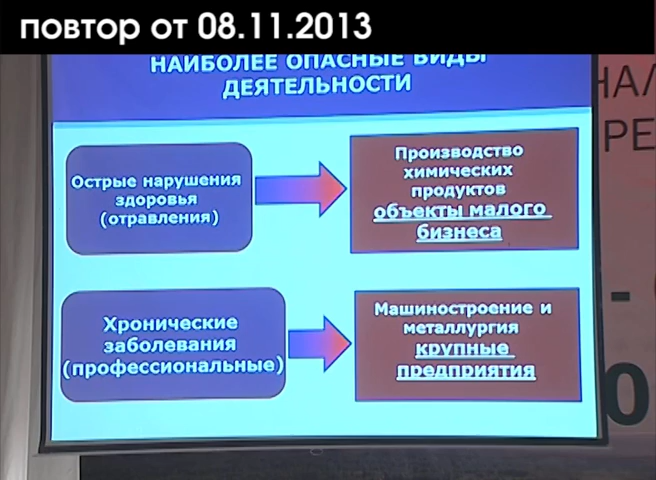 повтор от 08.11.2013
НАИБОЛЕЕ ОПАСНЫЕ ВИДЫ
ДЕЯТЕЛЬНОСТИ
Острые нарушения
здоровья
(отравления)
Производство
химических
продуктов
объекты малого
бизнеса
Хронические
заболевания
(профессиональные)
Машиностроение и
металлургия
крупные
предприятия